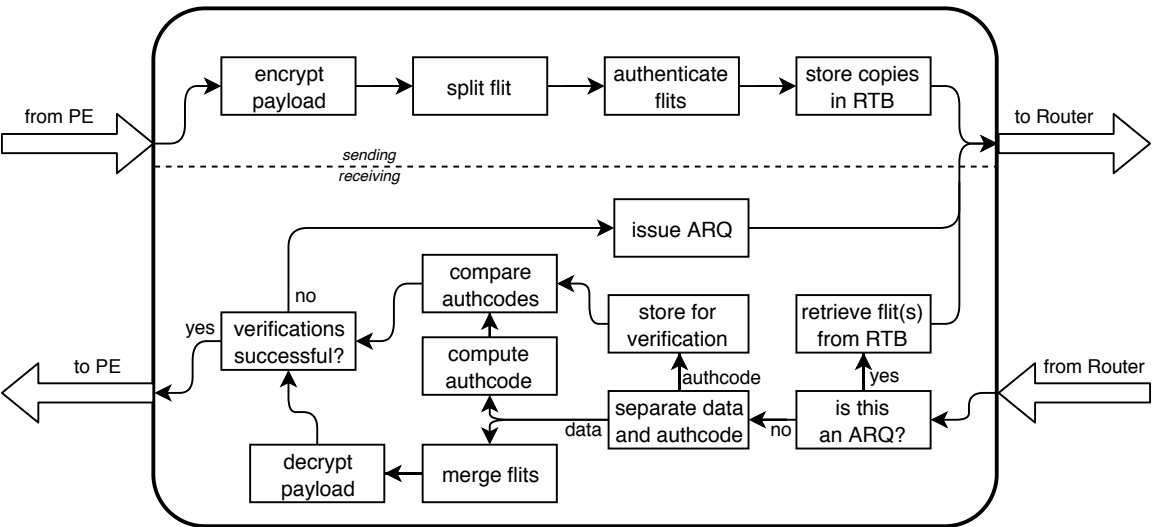 encrypt
payload
split flit
authenticate
flits
store copies
in RTB
from PE
to Router
sending
receiving
issue ARQ
compare
authcodes
no
store for
verification
retrieve flit(s)
from RTB
yes
verifications
successful?
compute
authcode
to PE
from Router
authcode
yes
separate data
and authcode
is this
an ARQ?
data
no
decrypt
payload
merge flits